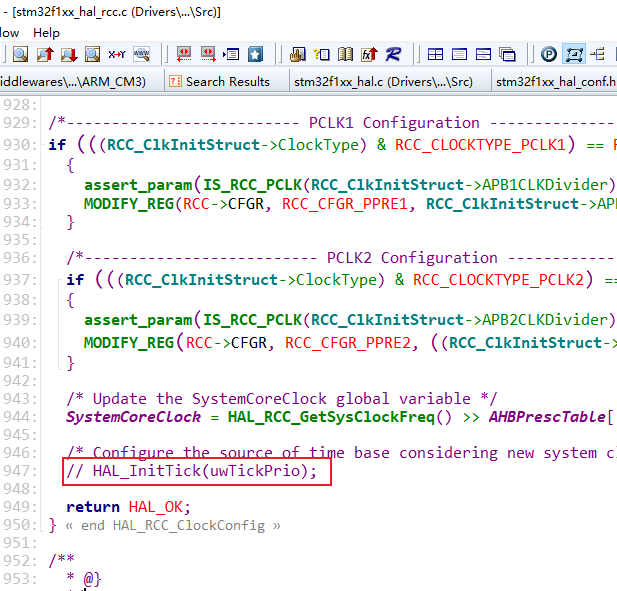 - [stm32f1xx_hal_rcc.c (Drivers\...\Src)]
ow Help
iddlewares\...\ARM_CM3) Search Results stm32f1xx_hal.c (Drivers\...\Src) stm32f1xx_hal_conf.h
928:
929: /*-------------------------- PCLK1 Configuration --------------
930: if (((RCC_ClkInitStruct->ClockType) & RCC_CLOCKTYPE_PCLK1) == R
931: {
932: assert_param(IS_RCC_PCLK(RCC_ClkInitStruct->APB1CLKDivider)
933: MODIFY_REG(RCC->CFGR, RCC_CFGR_PPRE1, RCC_ClkInitStruct->AP
934: }
935:
936: /*-------------------------- PCLK2 Configuration ------------
937: if (((RCC_ClkInitStruct->ClockType) & RCC_CLOCKTYPE_PCLK2) ==
938: {
939: assert_param(IS_RCC_PCLK(RCC_ClkInitStruct->APB2CLKDivider)
940: MODIFY_REG(RCC->CFGR, RCC_CFGR_PPRE2, ((RCC_ClkInitStruct->
941: }
942:
943: /* Update the SystemCoreClock global variable */
944: SystemCoreClock = HAL_RCC_GetSysClockFreq() >> AHBPrescTable[
945:
946: /* Configure the source of time base considering new system c
947: // HAL_InitTick(uwTickPrio);
948:
949: return HAL_OK;
950: } « end HAL_RCC_ClockConfig »
951:
952: /**
953: * @}